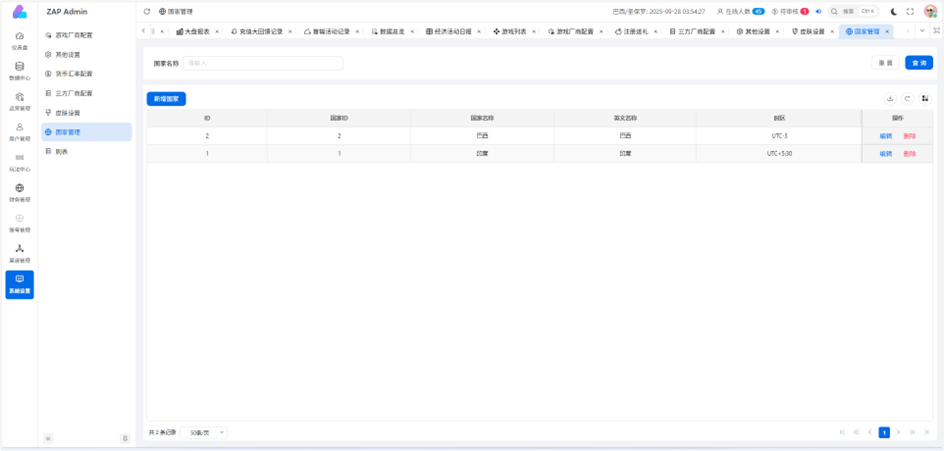 ZAP Admin
国家管理
巴西/圣保罗: 2025-09-28 03:54:27
在线人数 45
待审核 1
搜索 Ctrl K
大盘报表
充值大回馈记录
首提活动记录
数据总览
经济活动日报
游戏列表
游戏厂商配置
注册送礼
三方厂商配置
其他设置
皮肤设置
国家管理
仪表盘
数据中心
运营管理
用户管理
玩法中心
财务管理
账号管理
渠道管理
系统设置
游戏厂商配置
其他设置
货币汇率配置
三方厂商配置
皮肤设置
国家管理
国家名称 请输入
重置 查询
新增国家
ID 国家ID 国家名称 英文名称 时区 操作
2 2 巴西 巴西 UTC-3 编辑 删除
1 1 印度 印度 UTC+5:30 编辑 删除
共 2 条记录 50条/页 1